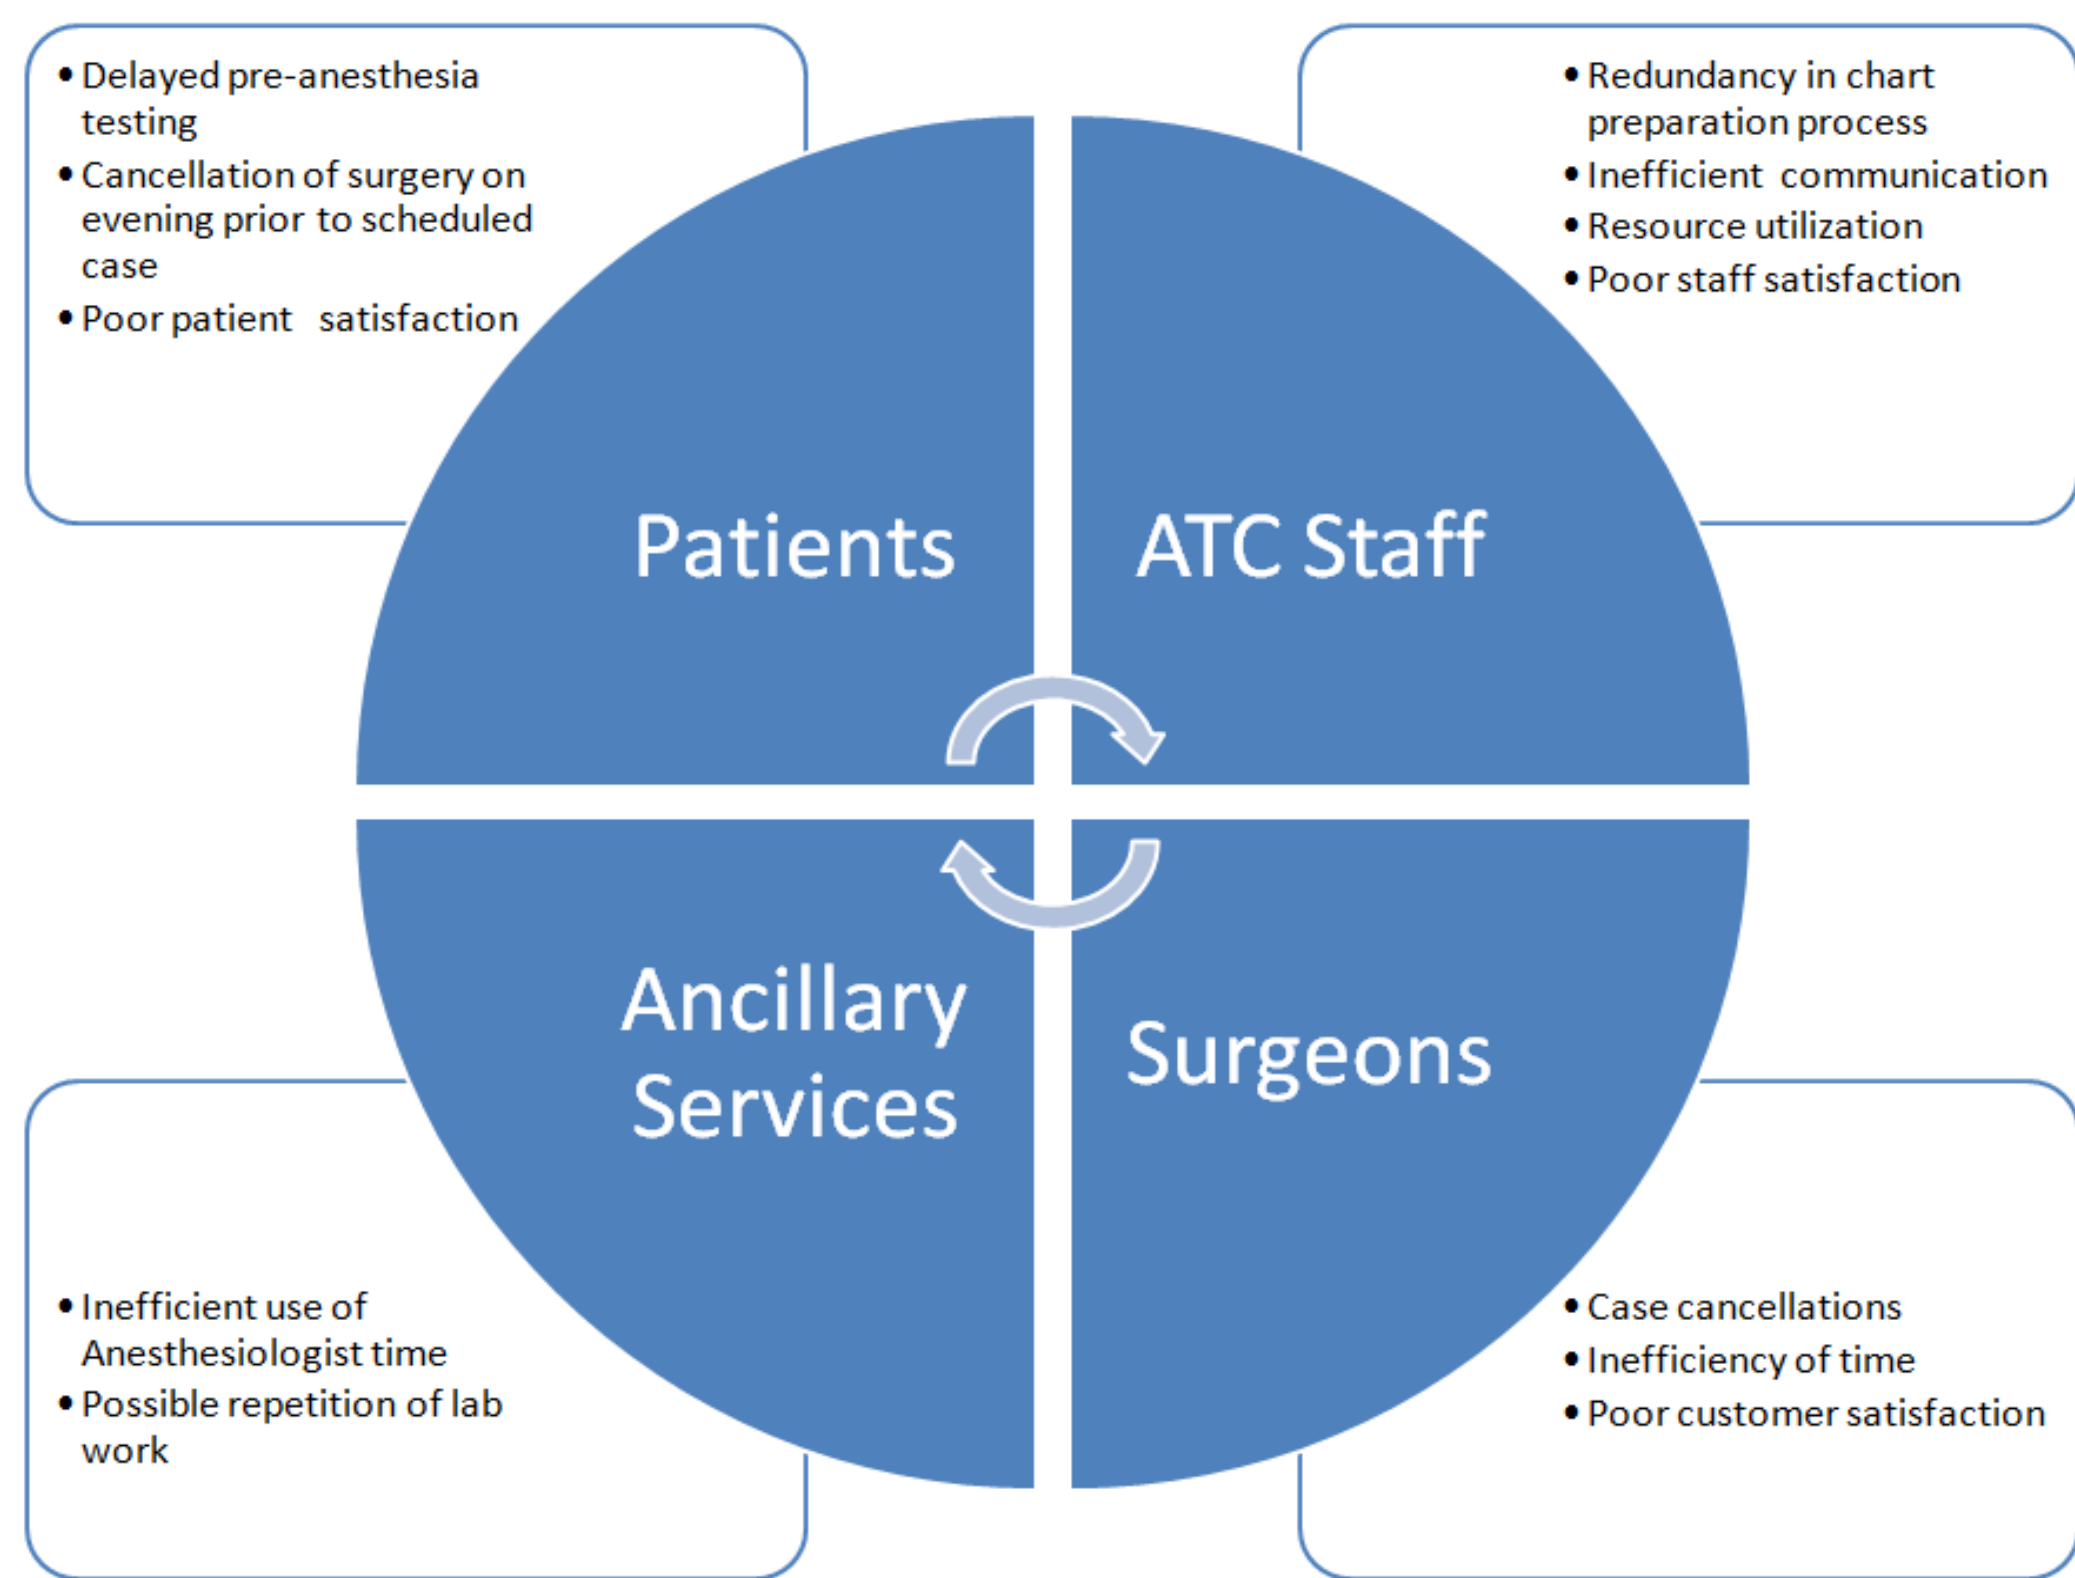 • Delayed pre-anesthesia
testing
• Cancellation of surgery on
evening prior to scheduled
case
• Poor patient satisfaction
• Redundancy in chart
preparation process
• Inefficient communication
• Resource utilization
• Poor staff satisfaction
Patients
ATC Staff
Ancillary
Services
Surgeons
• Inefficient use of
Anesthesiologist time
• Possible repetition of lab
work
• Case cancellations
• Inefficiency of time
• Poor customer satisfaction